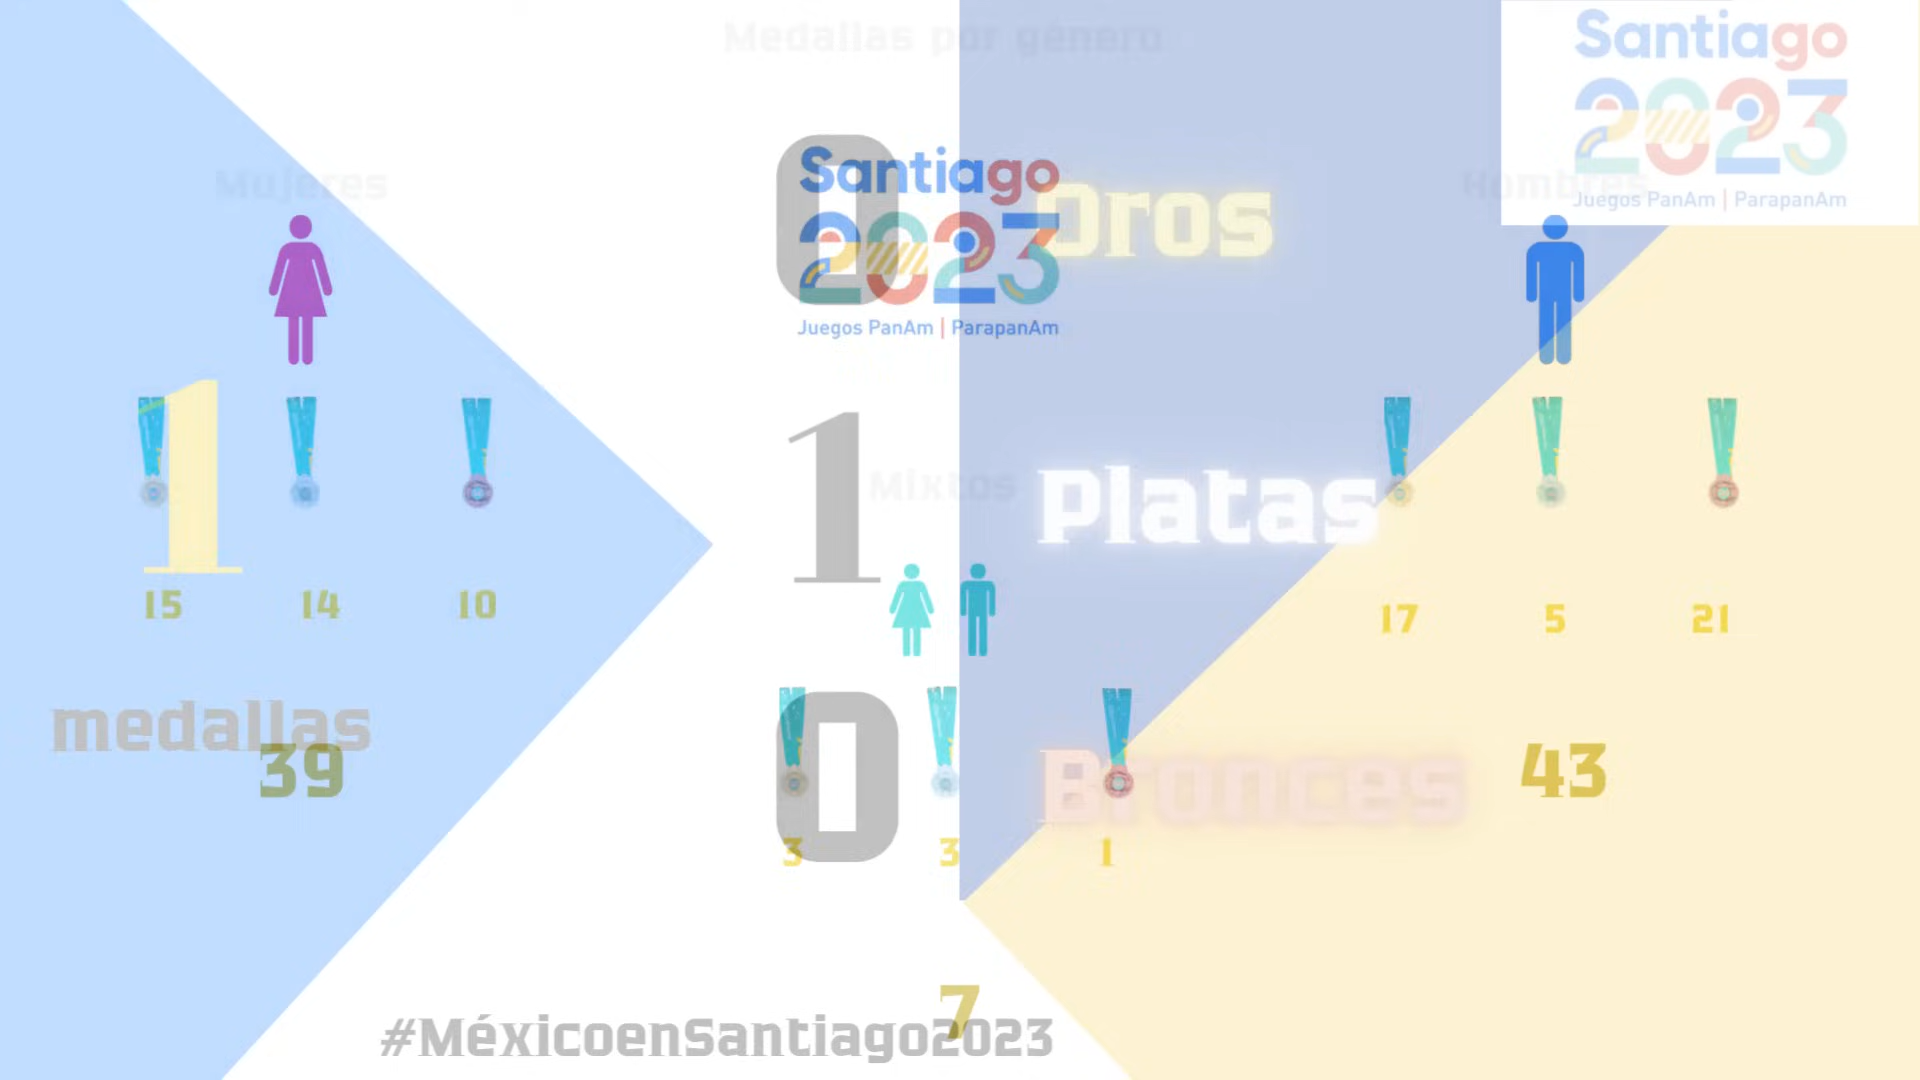 Medallas por género
Santiago
2023
Juegos PanAm | ParapanAm
Mujeres
Hombres
0
Oros
Santiago
2023
Juegos PanAm | ParapanAm
1
1
Platas
Mixtos
15
14
10
17
5
21
medallas
39
0
Bronces
43
3
3
1
7
#MéxicoenSantiago2023